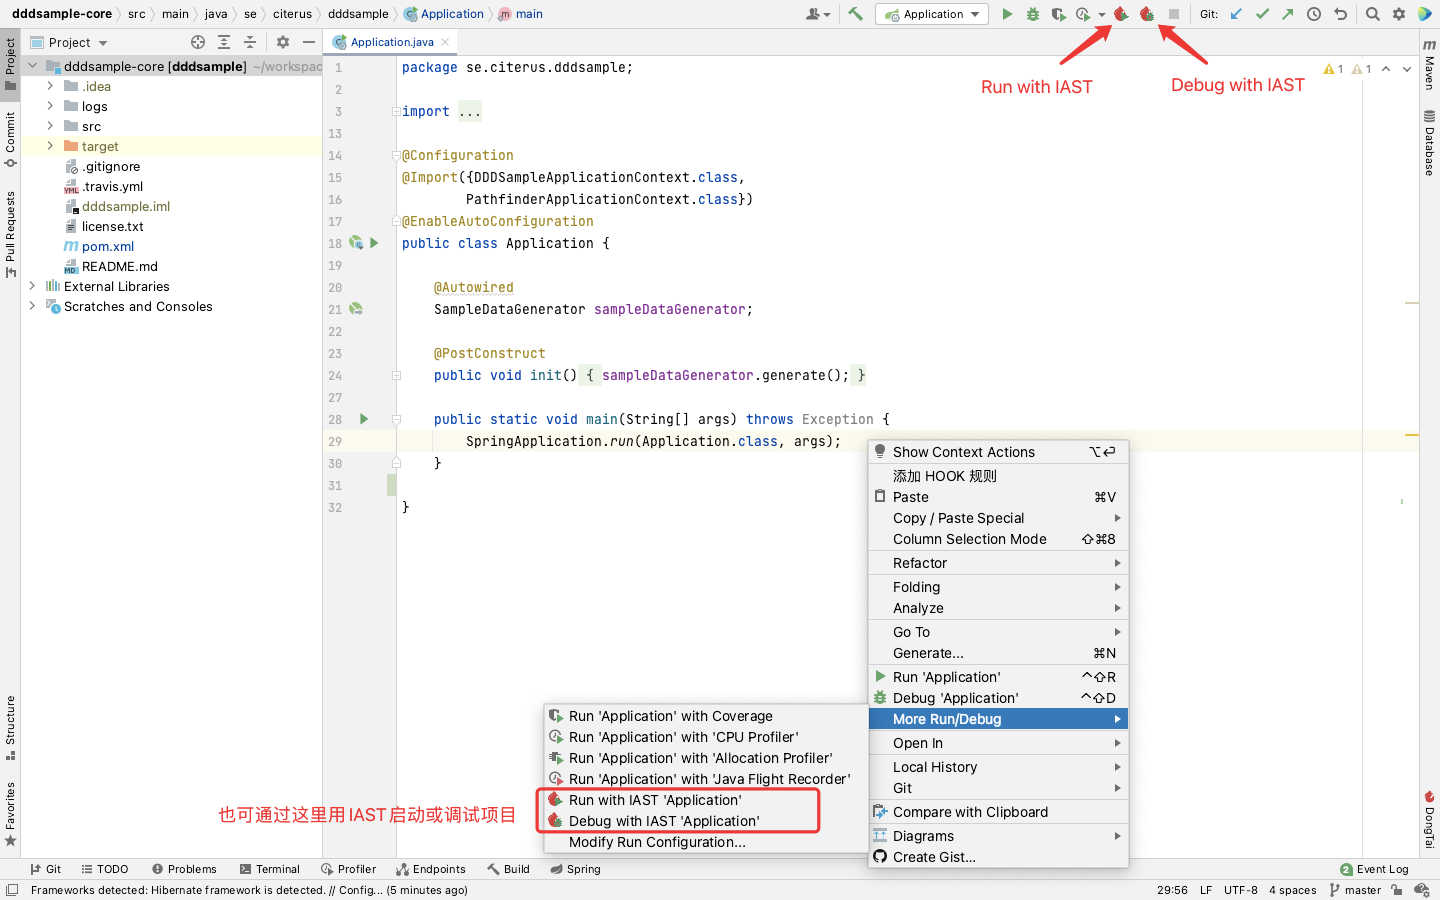 dddsample-core src main java se citerus dddsample Application main
Application
Git:
Project
Application.java
Run with IAST
Debug with IAST
Project
Commit
Pull Requests
Structure
Favorites
dddsample-core [dddsample] ~/workspac
.idea
logs
src
target
.gitignore
.travis.yml
dddsample.iml
license.txt
pom.xml
README.md
External Libraries
Scratches and Consoles
1 package se.citerus.dddsample;
2
3 import ...
13
14 @Configuration
15 @Import({DDDSampleApplicationContext.class,
16 PathfinderApplicationContext.class})
17 @EnableAutoConfiguration
18 public class Application {
19
20 @Autowired
21 SampleDataGenerator sampleDataGenerator;
22
23 @PostConstruct
24 public void init() { sampleDataGenerator.generate(); }
27
28 public static void main(String[] args) throws Exception {
29 SpringApplication.run(Application.class, args);
30 }
31
32 }
1 1
Maven
Database
DongTai
Show Context Actions ⌥⏎
添加 HOOK 规则
Paste ⌘V
Copy / Paste Special
Column Selection Mode ⇧⌘8
Refactor
Folding
Analyze
Go To
Generate... ⌘N
Run 'Application' ^⇧R
Debug 'Application' ^⇧D
More Run/Debug
Open In
Local History
Git
Compare with Clipboard
Diagrams
Create Gist...
Run 'Application' with Coverage
Run 'Application' with 'CPU Profiler'
Run 'Application' with 'Allocation Profiler'
Run 'Application' with 'Java Flight Recorder'
Run with IAST 'Application'
Debug with IAST 'Application'
Modify Run Configuration...
也可通过这里用 IAST 启动或调试项目
Git TODO Problems Terminal Profiler Endpoints Build Spring
2 Event Log
Frameworks detected: Hibernate framework is detected. // Config... (5 minutes ago)
29:56 LF UTF-8 4 spaces master